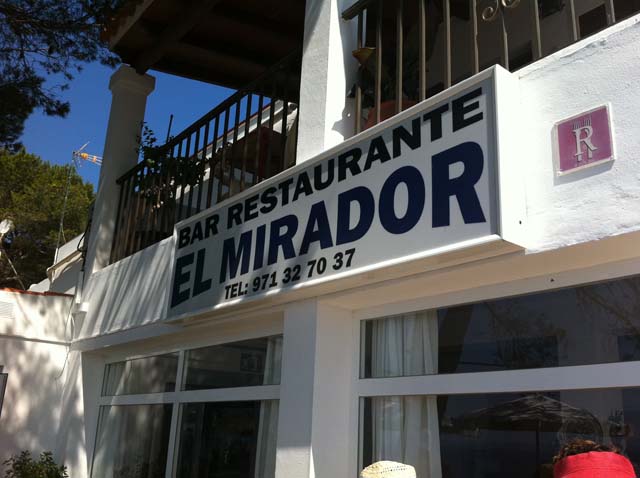 BAR RESTAURANTE
EL MIRADOR
TEL: 971 32 70 37
R